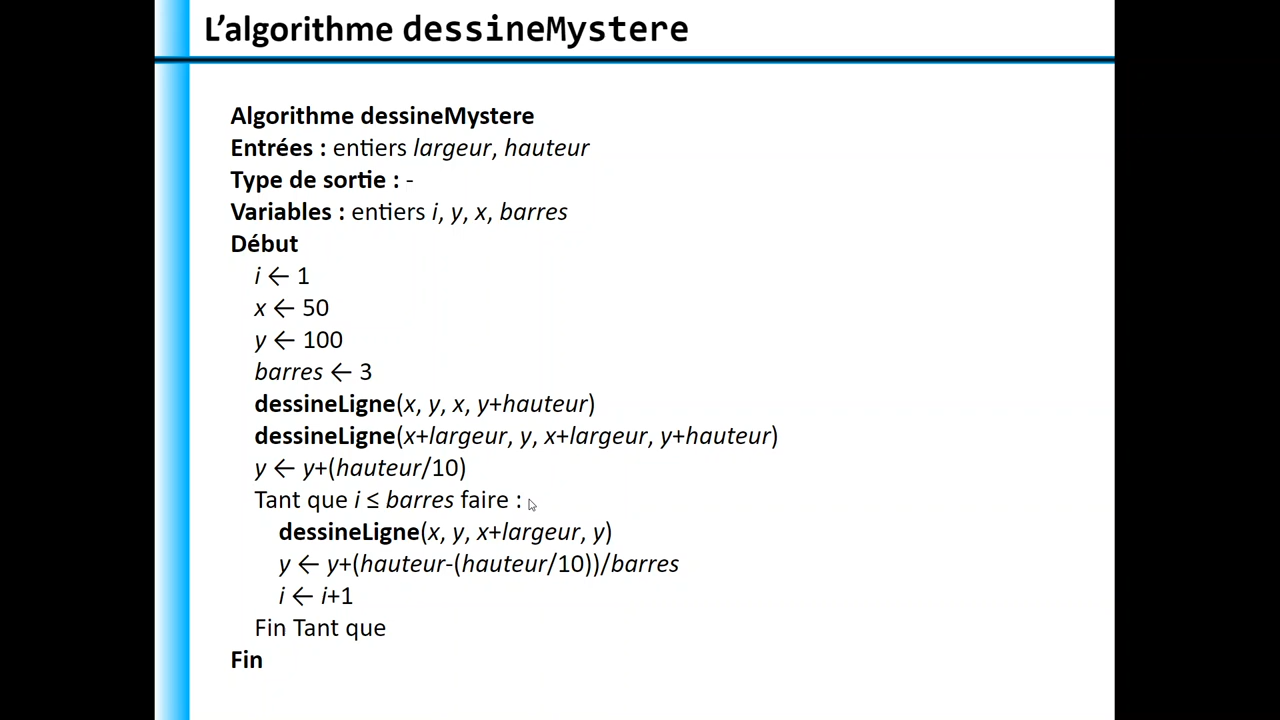 L’algorithme dessineMystere
Algorithme dessineMystere
Entrées : entiers largeur, hauteur
Type de sortie : -
Variables : entiers i, y, x, barres
Début
i ← 1
x ← 50
y ← 100
barres ← 3
dessineLigne(x, y, x, y+hauteur)
dessineLigne(x+largeur, y, x+largeur, y+hauteur)
y ← y+(hauteur/10)
Tant que i ≤ barres faire :
dessineLigne(x, y, x+largeur, y)
y ← y+(hauteur-(hauteur/10))/barres
i ← i+1
Fin Tant que
Fin